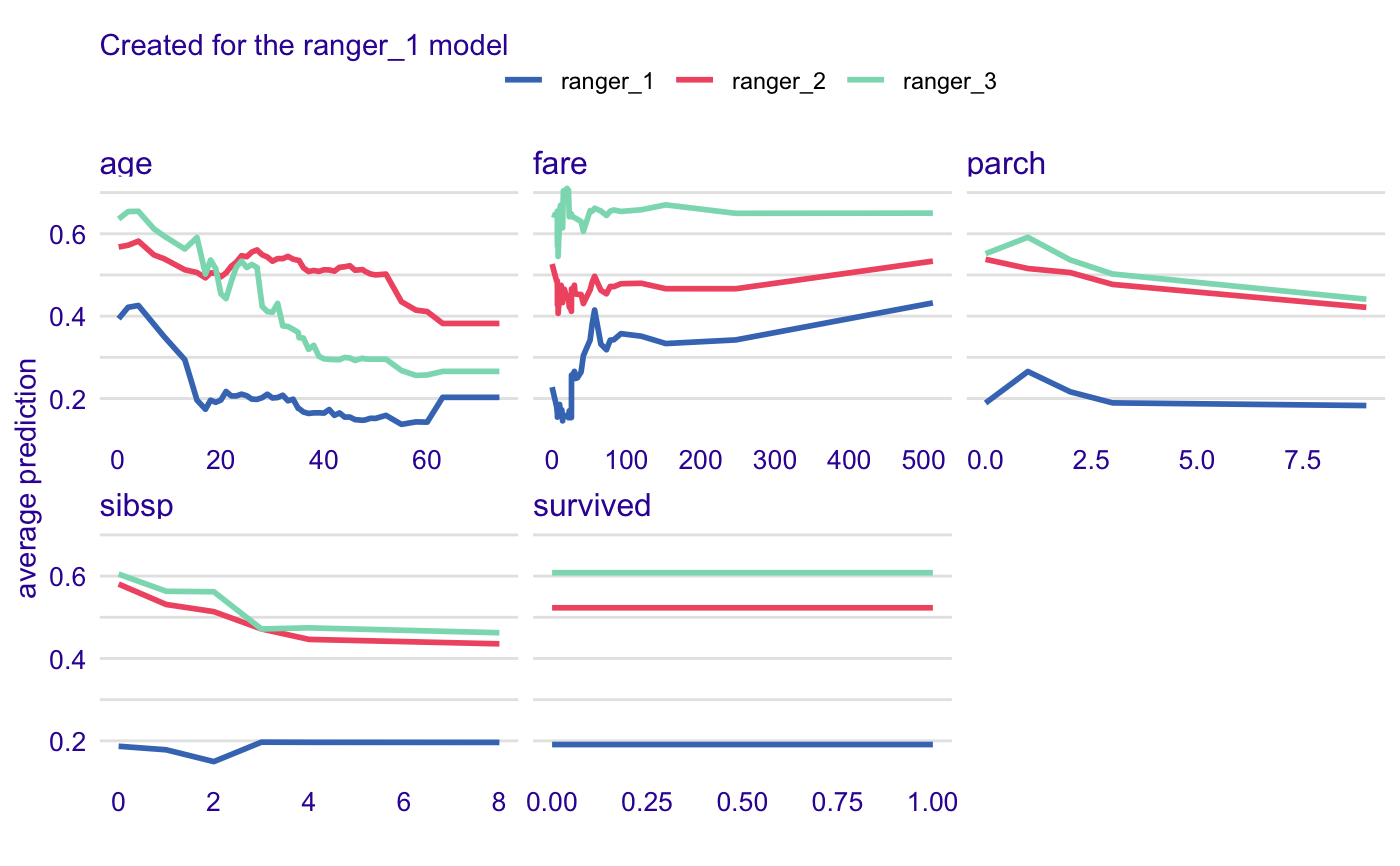 Created for the ranger_1 model
ranger_1 ranger_2 ranger_3
age fare parch
0.6
0.4
0.2
0 20 40 60 0 100 200 300 400 500 0.0 2.5 5.0 7.5
average prediction
sibsp survived
0.6
0.4
0.2
0 2 4 6 8 0.00 0.25 0.50 0.75 1.00